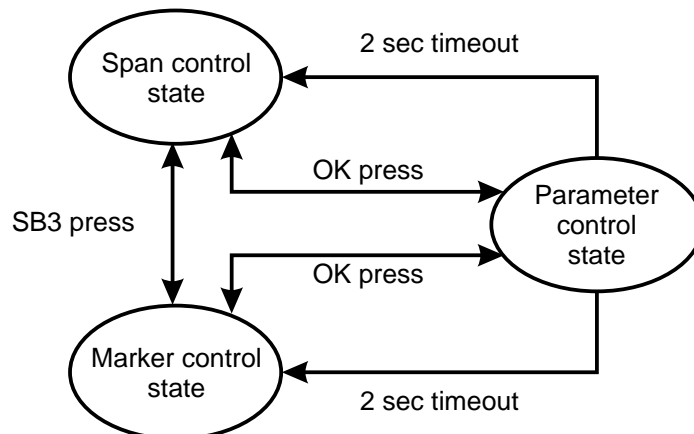 2 sec timeout
Span control
state
OK press
SB3 press
Parameter
control
state
OK press
Marker control
state
2 sec timeout